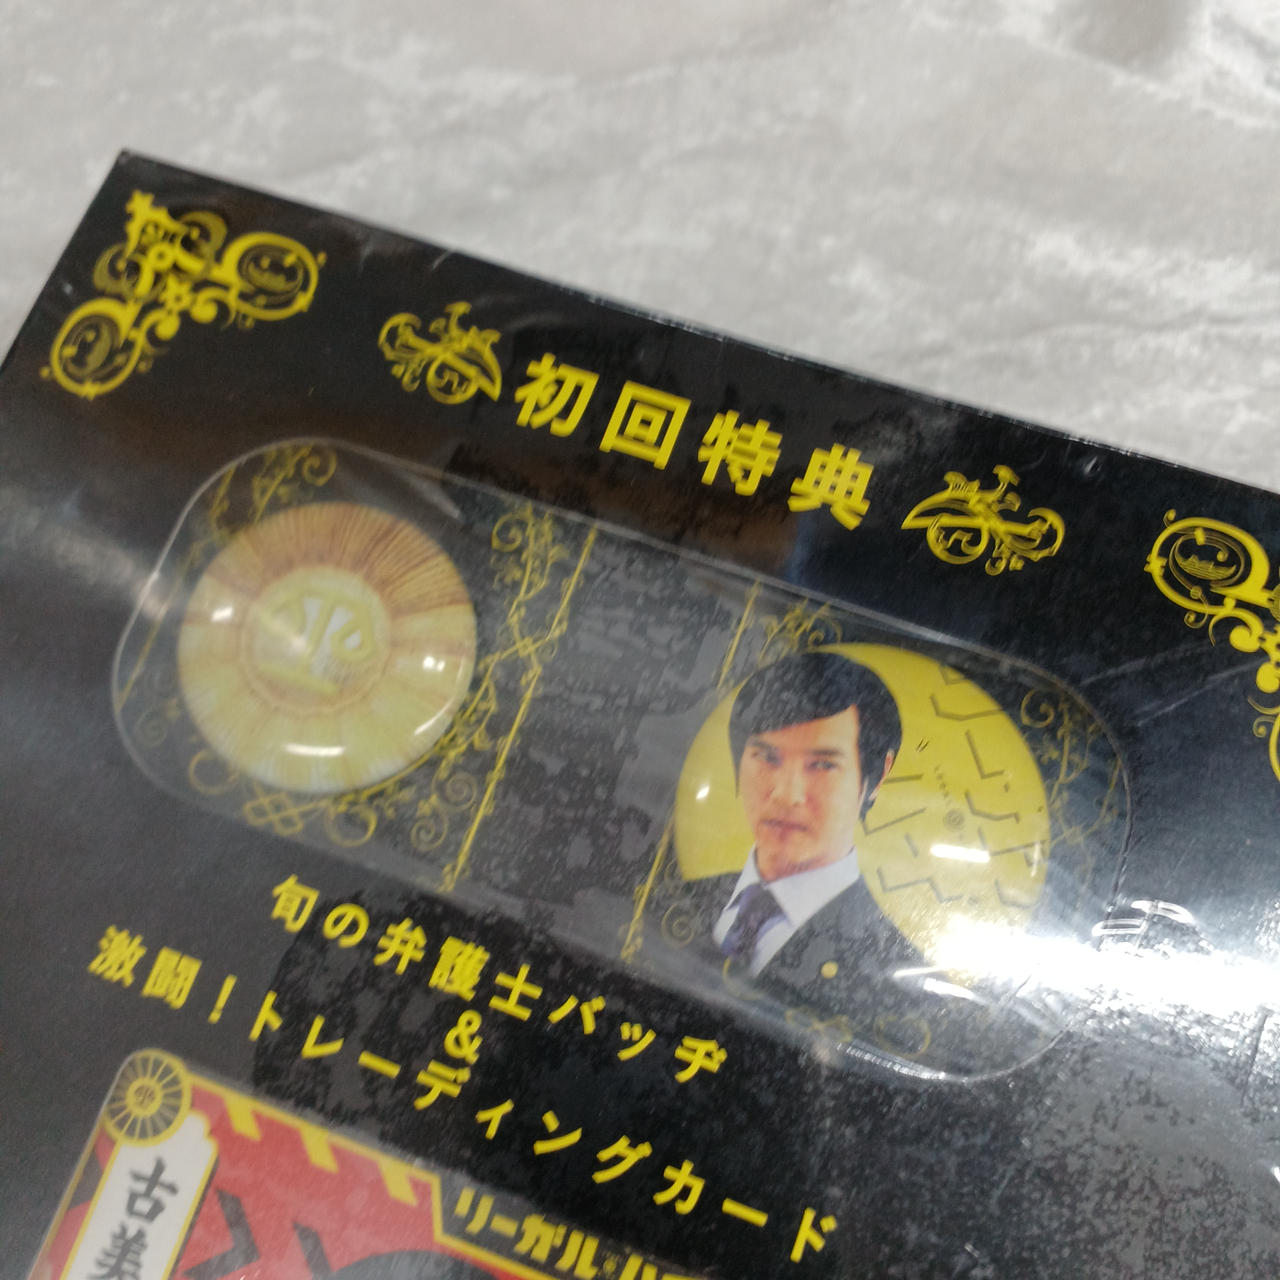 初回特典
旬の弁護士バッヂ
&
激闘！トレーディングカード
リーガル・ハ
古美